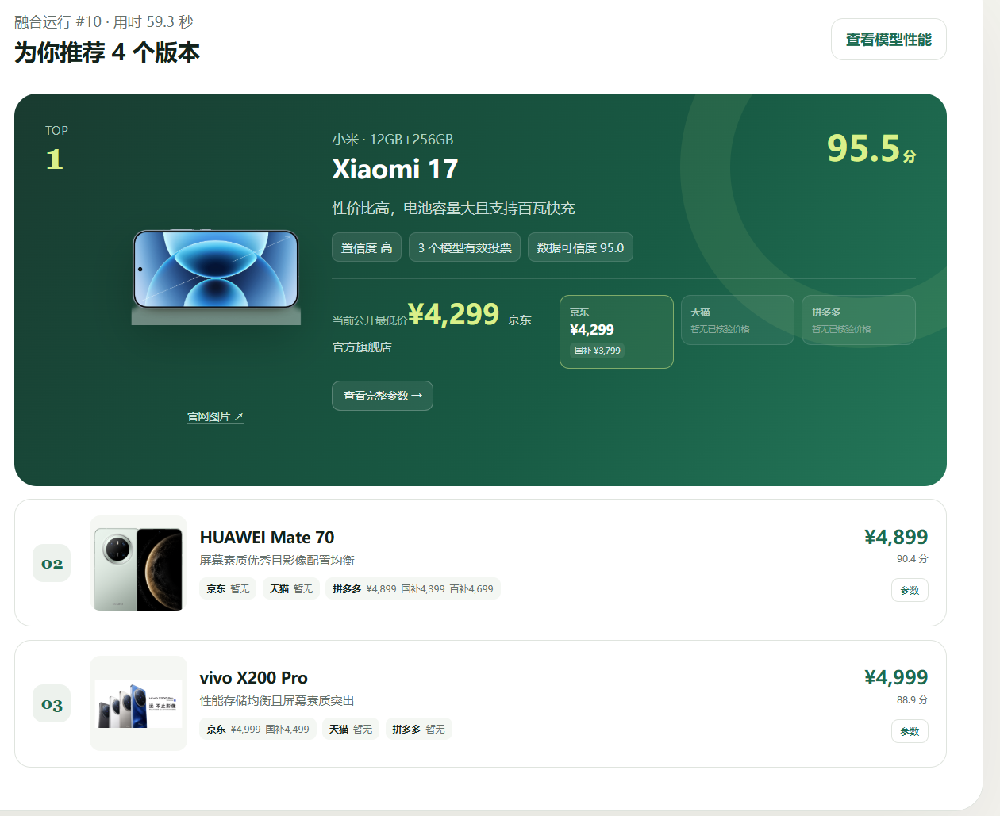 融合运行 #10 · 用时 59.3 秒
为你推荐 4 个版本
查看模型性能
TOP
1
小米 · 12GB+256GB
Xiaomi 17
95.5分
性价比高，电池容量大且支持百瓦快充
置信度 高
3 个模型有效投票
数据可信度 95.0
当前公开最低价¥4,299 京东
官方旗舰店
京东
¥4,299
国补 ¥3,799
天猫
暂无已核验价格
拼多多
暂无已核验价格
查看完整参数 →
官网图片 ↗
02
HUAWEI Mate 70
屏幕素质优秀且影像配置均衡
京东 暂无
天猫 暂无
拼多多 ¥4,899 国补4,399 百补4,699
¥4,899
90.4 分
参数
03
vivo X200 Pro
性能存储均衡且屏幕素质突出
京东 ¥4,999 国补4,499
天猫 暂无
拼多多 暂无
¥4,999
88.9 分
参数